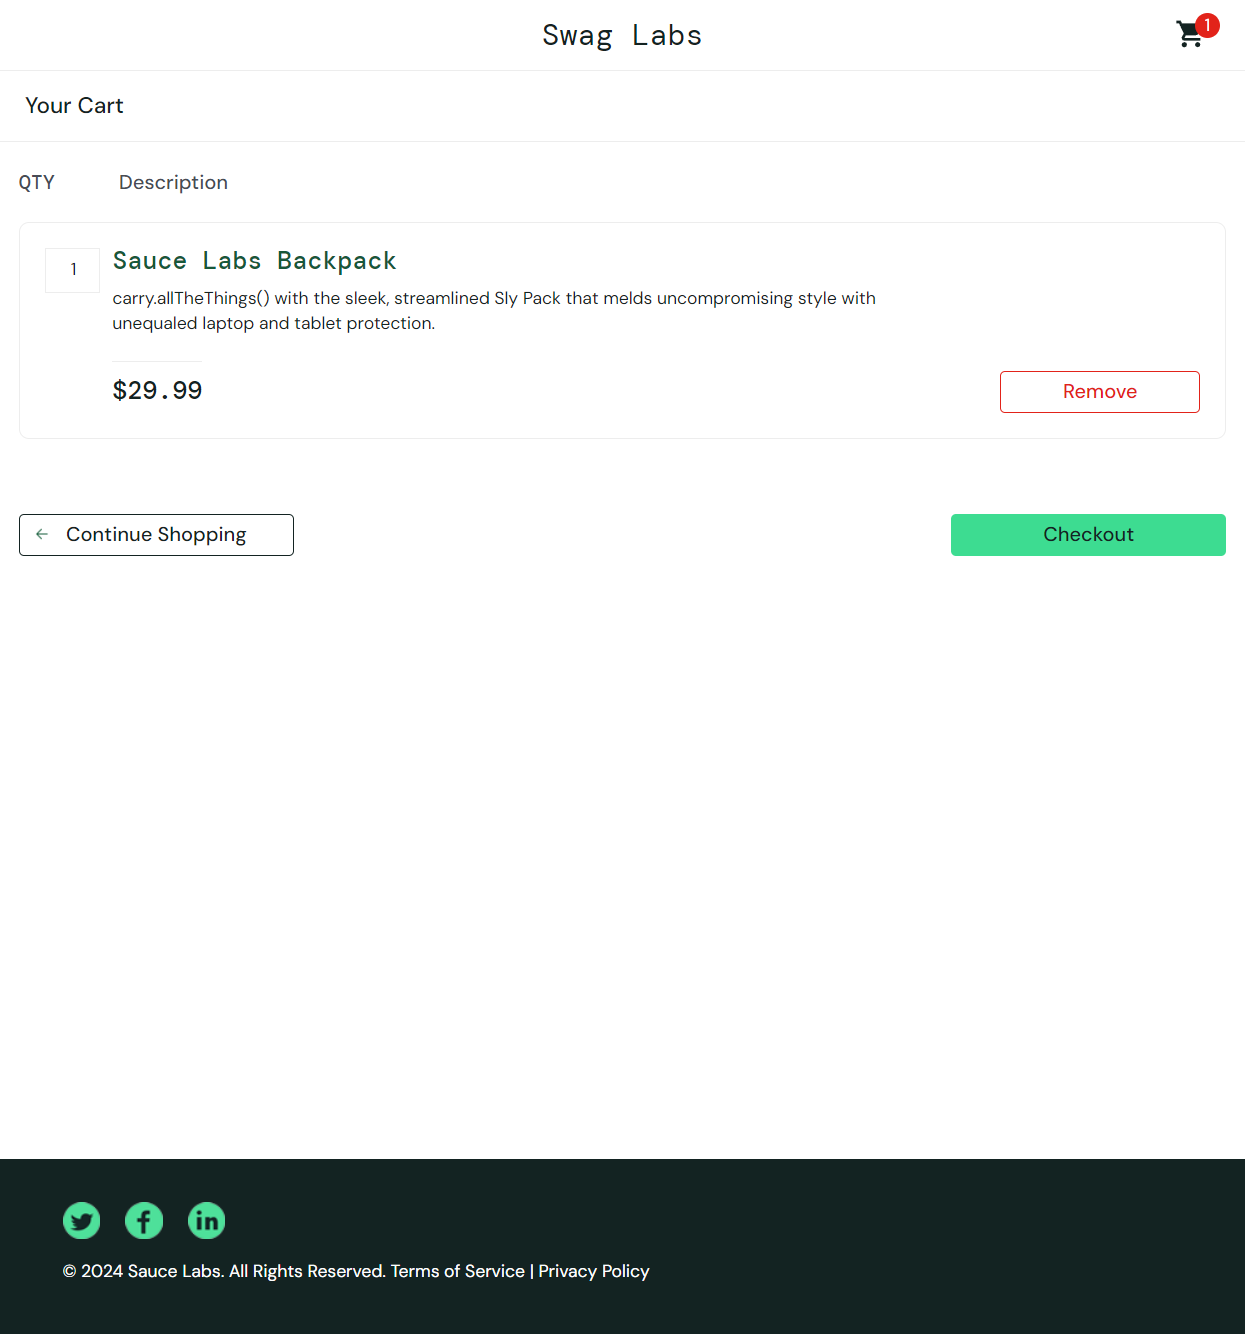 Swag Labs
1
Your Cart
QTY
Description
1
Sauce Labs Backpack
carry.allTheThings() with the sleek, streamlined Sly Pack that melds uncompromising style with
unequaled laptop and tablet protection.
$29.99
Remove
Continue Shopping
Checkout
© 2024 Sauce Labs. All Rights Reserved. Terms of Service | Privacy Policy